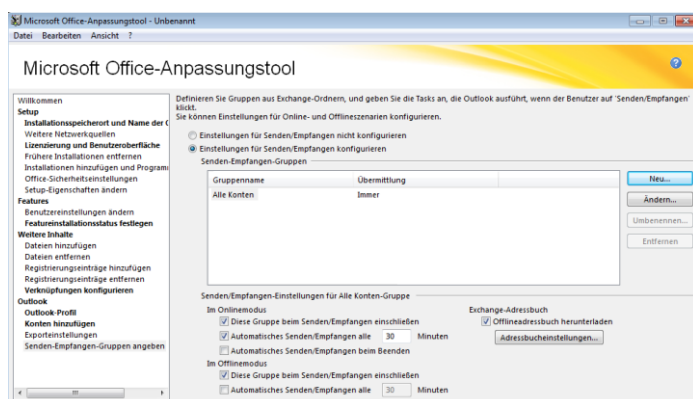 Microsoft Office-Anpassungstool - Unbenannt
Datei Bearbeiten Ansicht ?
Microsoft Office-Anpassungstool
Willkommen
Setup
Installationsspeicherort und Name der O
Weitere Netzwerkquellen
Lizenzierung und Benutzeroberfläche
Frühere Installationen entfernen
Installationen hinzufügen und Programi
Office-Sicherheitseinstellungen
Setup-Eigenschaften ändern
Features
Benutzereinstellungen ändern
Featureinstallationsstatus festlegen
Weitere Inhalte
Dateien hinzufügen
Dateien entfernen
Registrierungseinträge hinzufügen
Registrierungseinträge entfernen
Verknüpfungen konfigurieren
Outlook
Outlook-Profil
Konten hinzufügen
Exporteinstellungen
Senden-Empfangen-Gruppen angeben
Definieren Sie Gruppen aus Exchange-Ordnern, und geben Sie die Tasks an, die Outlook ausführt, wenn der Benutzer auf 'Senden/Empfangen'
klickt.
Sie können Einstellungen für Online- und Offlineszenarien konfigurieren.
Einstellungen für Senden/Empfangen nicht konfigurieren
Einstellungen für Senden/Empfangen konfigurieren
Senden-Empfangen-Gruppen
Gruppenname Übermittlung
Alle Konten Immer
Neu...
Ändern...
Umbenennen...
Entfernen
Senden/Empfangen-Einstellungen für Alle Konten-Gruppe
Im Onlinemodus
Diese Gruppe beim Senden/Empfangen einschließen
Automatisches Senden/Empfangen alle 30 Minuten
Automatisches Senden/Empfangen beim Beenden
Im Offlinemodus
Diese Gruppe beim Senden/Empfangen einschließen
Automatisches Senden/Empfangen alle 30 Minuten
Exchange-Adressbuch
Offlineadressbuch herunterladen
Adressbucheinstellungen...